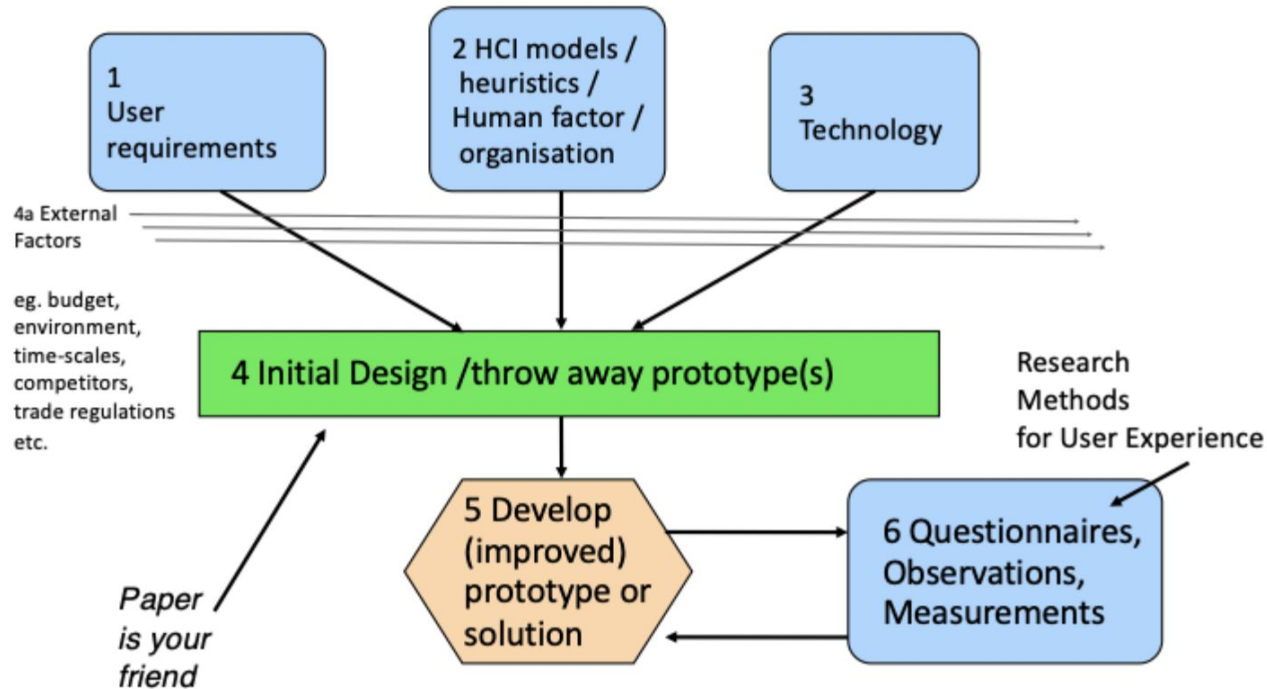 1
User
requirements
2 HCI models /
heuristics /
Human factor /
organisation
3
Technology
4a External
Factors
eg. budget,
environment,
time-scales,
competitors,
trade regulations
etc.
4 Initial Design /throw away prototype(s)
Research
Methods
for User Experience
5 Develop
(improved)
prototype or
solution
6 Questionnaires,
Observations,
Measurements
Paper
is your
friend